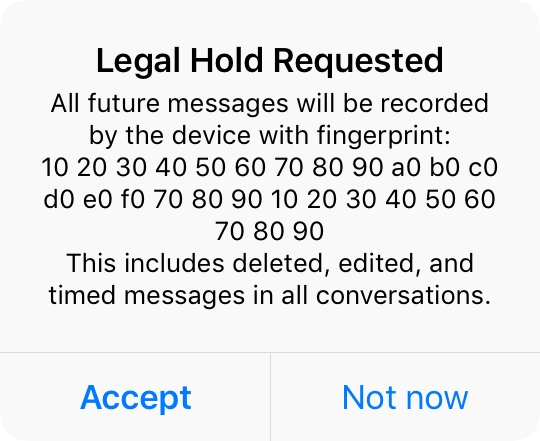 Legal Hold Requested
All future messages will be recorded
by the device with fingerprint:
10 20 30 40 50 60 70 80 90 a0 b0 c0
d0 e0 f0 70 80 90 10 20 30 40 50 60
70 80 90
This includes deleted, edited, and
timed messages in all conversations.
Accept
Not now